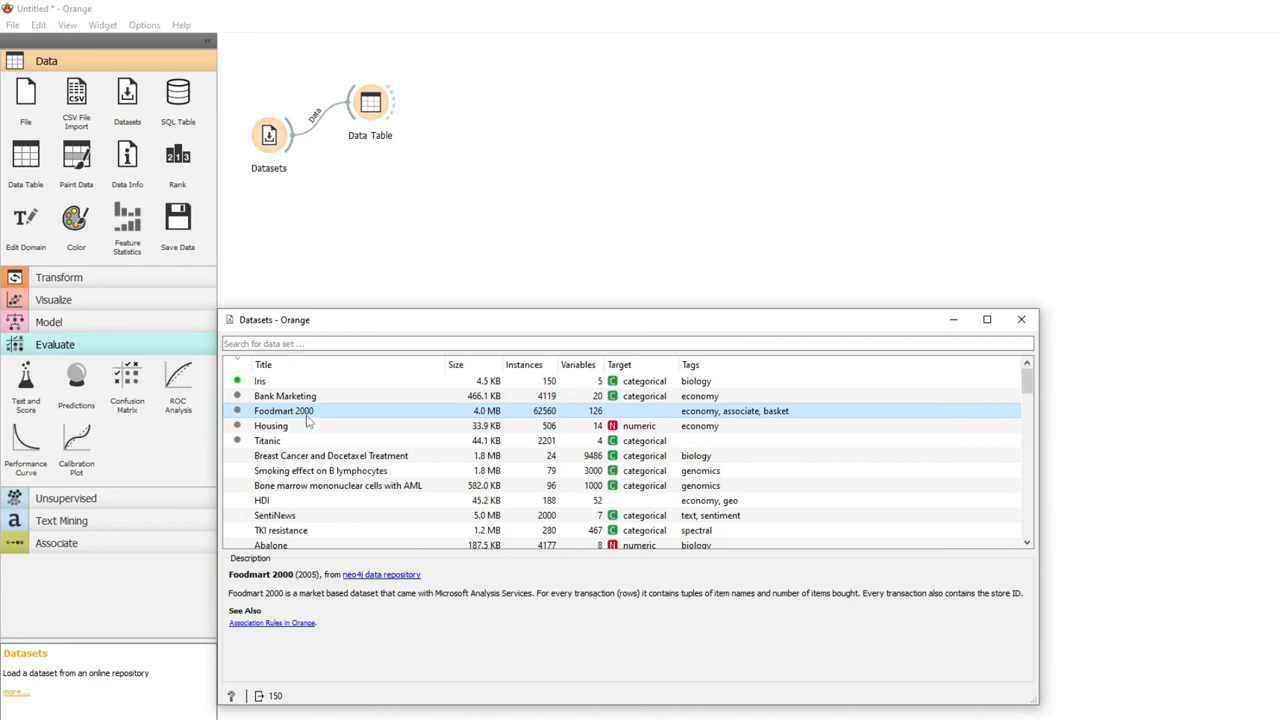 Untitled * - Orange
File Edit View Widget Options Help
Data
File CSV File Import Datasets SQL Table
Data Table Paint Data Data Info Rank
Edit Domain Color Feature Statistics Save Data
Transform
Visualize
Model
Evaluate
Test and Score Predictions Confusion Matrix ROC Analysis
Performance Curve Calibration Plot
Unsupervised
Text Mining
Associate
Datasets
Load a dataset from an online repository
more...
Data
Data Table
Datasets
Datasets - Orange
Search for data set ...
Title Size Instances Variables Target Tags
Iris 4.5 KB 150 5 C categorical biology
Bank Marketing 466.1 KB 4119 20 C categorical economy
Foodmart 2000 4.0 MB 62560 126 economy, associate, basket
Housing 33.9 KB 506 14 N numeric economy
Titanic 44.1 KB 2201 4 C categorical
Breast Cancer and Docetaxel Treatment 1.8 MB 24 9486 C categorical biology
Smoking effect on B lymphocytes 1.8 MB 79 3000 C categorical genomics
Bone marrow mononuclear cells with AML 582.0 KB 96 1000 C categorical genomics
HDI 45.2 KB 188 52 economy, geo
SentiNews 5.0 MB 2000 7 C categorical text, sentiment
TKI resistance 1.2 MB 280 467 C categorical spectral
Abalone 187.5 KB 4177 8 N numeric biology
Description
Foodmart 2000 (2005), from neo4j data repository
Foodmart 2000 is a market based dataset that came with Microsoft Analysis Services. For every transaction (rows) it contains tuples of item names and number of items bought. Every transaction also contains the store ID.
See Also
Association Rules in Orange.
? 150